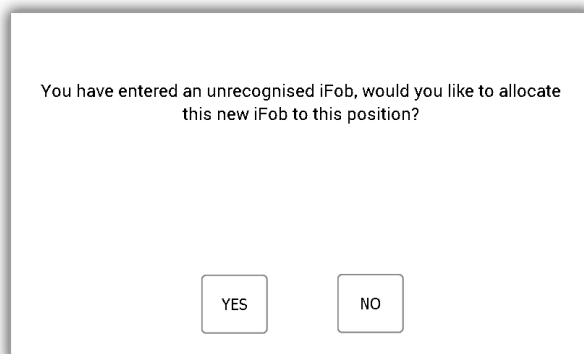 You have entered an unrecognised iFob, would you like to allocate
this new iFob to this position?
YES
NO